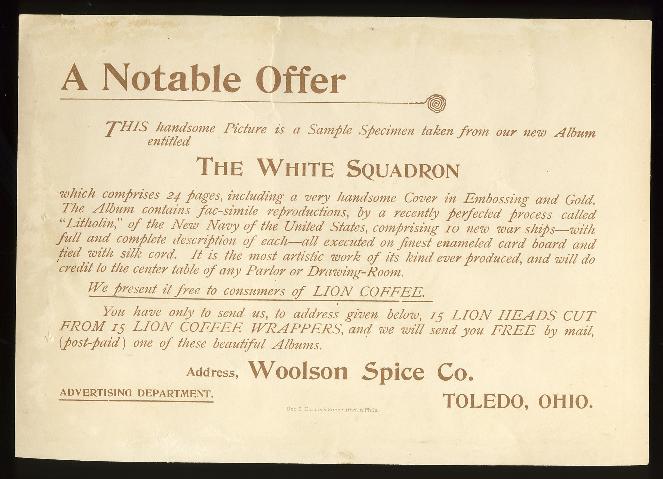 A Notable Offer
THIS handsome Picture is a Sample Specimen taken from our new Album
entitled
THE WHITE SQUADRON
which comprises 24 pages, including a very handsome Cover in Embossing and Gold.
The Album contains fac-simile reproductions, by a recently perfected process called
"Litholin," of the New Navy of the United States, comprising 10 new war ships—with
full and complete description of each—all executed on finest enameled card board and
tied with silk cord. It is the most artistic work of its kind ever produced, and will do
credit to the center table of any Parlor or Drawing-Room.
We present it free to consumers of LION COFFEE.
You have only to send us, to address given below, 15 LION HEADS CUT
FROM 15 LION COFFEE WRAPPERS, and we will send you FREE by mail,
(post-paid) one of these beautiful Albums.
Address, Woolson Spice Co.
ADVERTISING DEPARTMENT.
TOLEDO, OHIO.